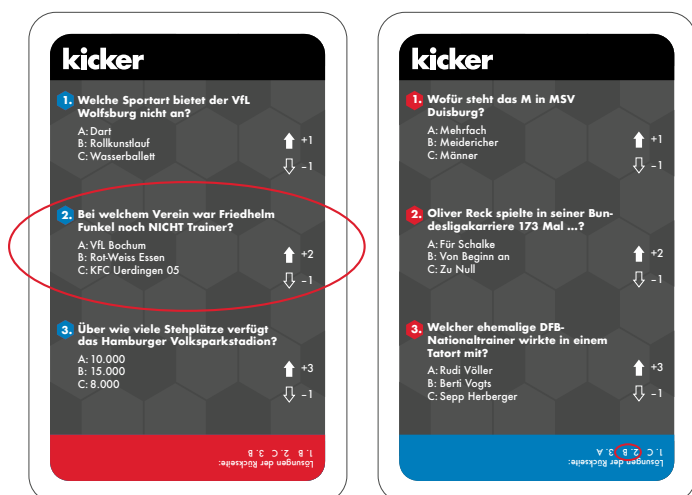 kicker
1. Welche Sportart bietet der VfL
Wolfsburg nicht an?
A: Dart
B: Rollkunstlauf
C: Wasserballett
+1
-1
2. Bei welchem Verein war Friedhelm
Funkel noch NICHT Trainer?
A: VfL Bochum
B: Rot-Weiss Essen
C: KFC Uerdingen 05
+2
-1
3. Über wie viele Stehplätze verfügt
das Hamburger Volksparkstadion?
A: 10.000
B: 15.000
C: 8.000
+3
-1
Lösungen der Rückseite:
1. B 2. C 3. B
kicker
1. Wofür steht das M in MSV
Duisburg?
A: Mehrfach
B: Meidericher
C: Männer
+1
-1
2. Oliver Reck spielte in seiner Bun-
desligakarriere 173 Mal ...?
A: Für Schalke
B: Von Beginn an
C: Zu Null
+2
-1
3. Welcher ehemalige DFB-
Nationaltrainer wirkte in einem
Tatort mit?
A: Rudi Völler
B: Berti Vogts
C: Sepp Herberger
+3
-1
Lösungen der Rückseite:
1. C 2. B 3. A